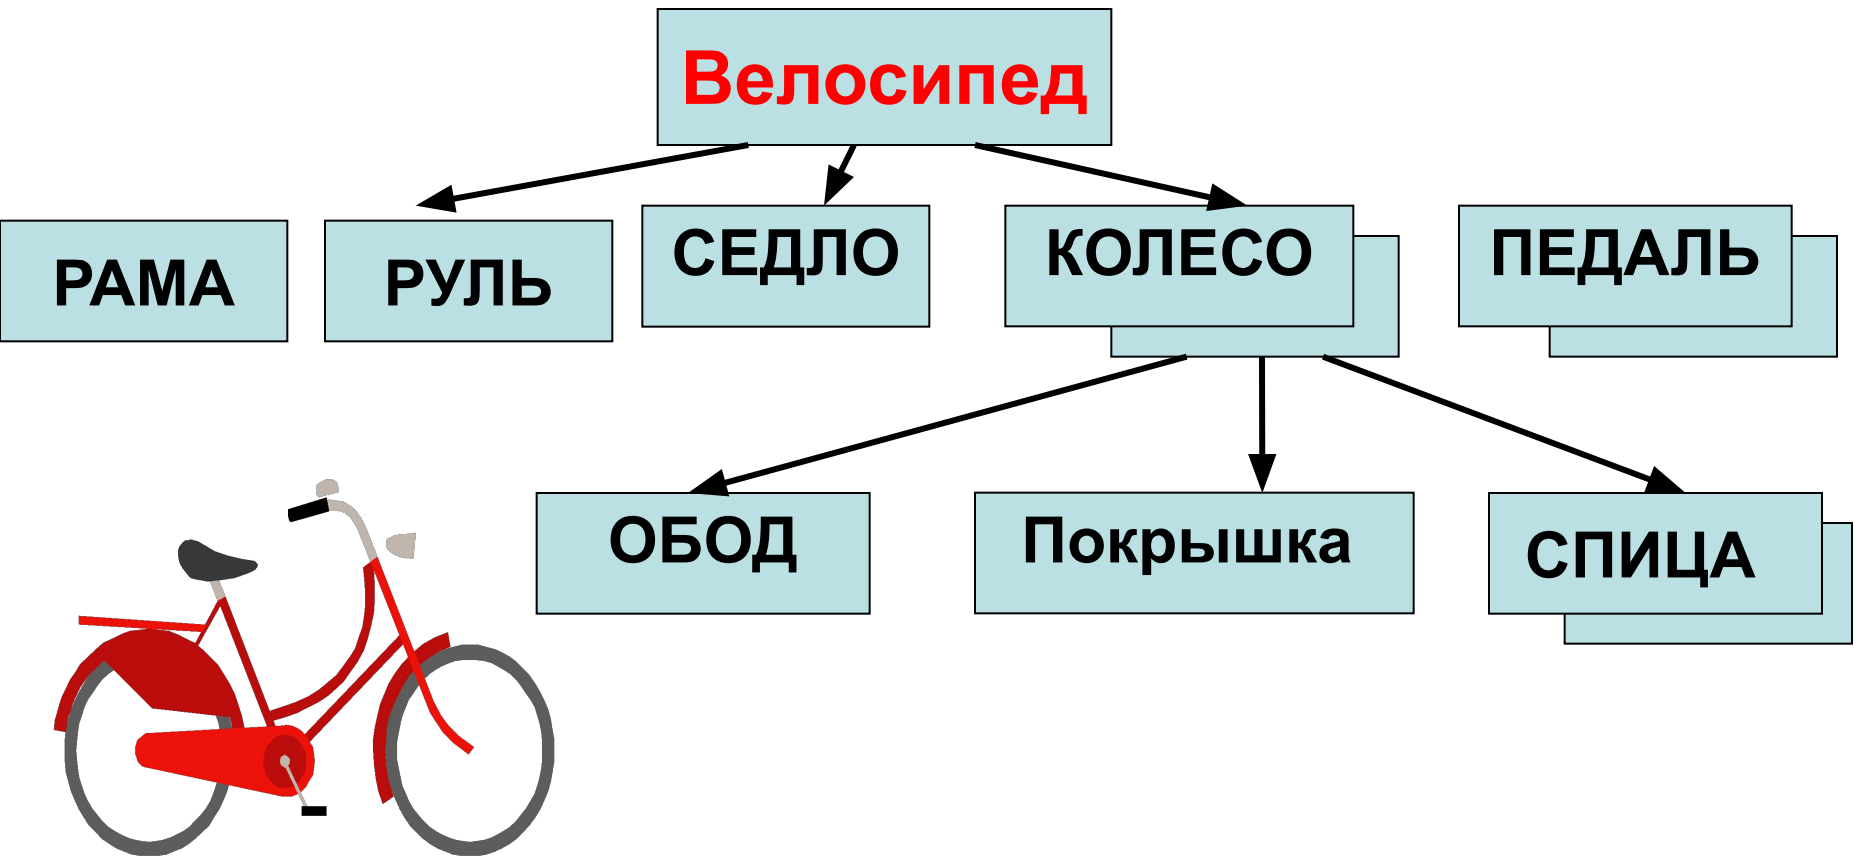 Велосипед
РАМА
РУЛЬ
СЕДЛО
КОЛЕСО
ПЕДАЛЬ
ОБОД
Покрышка
СПИЦА